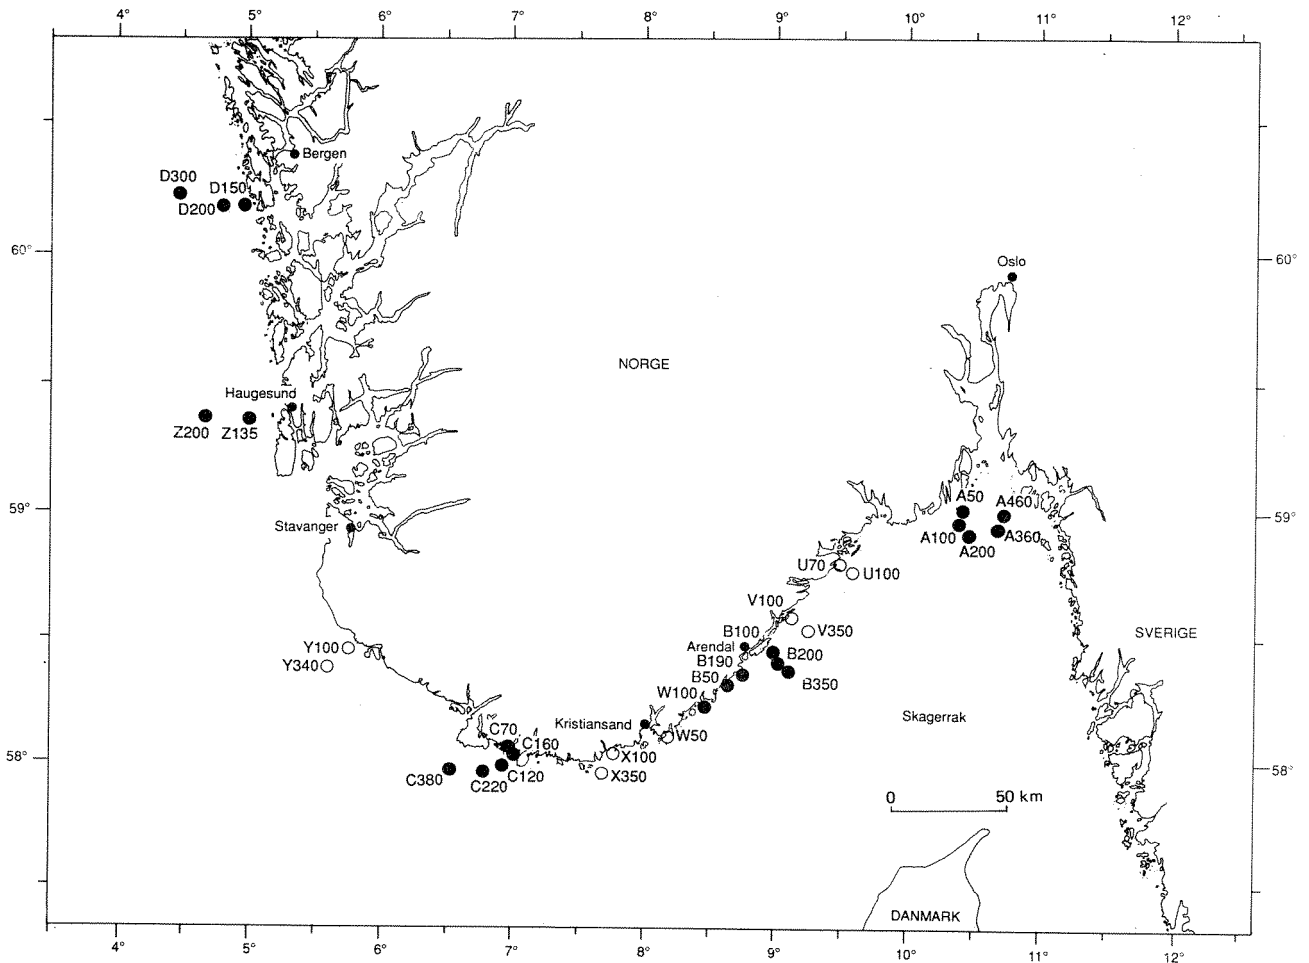 4° 5° 6° 7° 8° 9° 10° 11° 12°
Bergen
D300
D150
D200
60°
60°
Oslo
NORGE
Haugesund
Z200
Z135
59°
59°
Stavanger
A50
A460
A100
A360
A200
U70
U100
V100
V350
B100
SVERIGE
Y100
Arendal
B200
Y340
B190
B50
B350
W100
Skagerrak
Kristiansand
C70
W50
C160
X100
58°
58°
C380
C120
X350
C220
0 50 km
DANMARK
4° 5° 6° 7° 8° 9° 10° 11° 12°